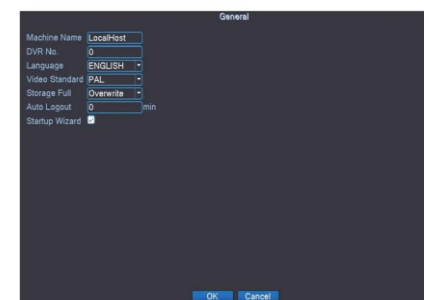 General
Machine Name LocalHost
DVR No. 0
Language ENGLISH
Video Standard PAL
Storage Full Overwrite
Auto Logout 0 min
Startup Wizard
OK Cancel